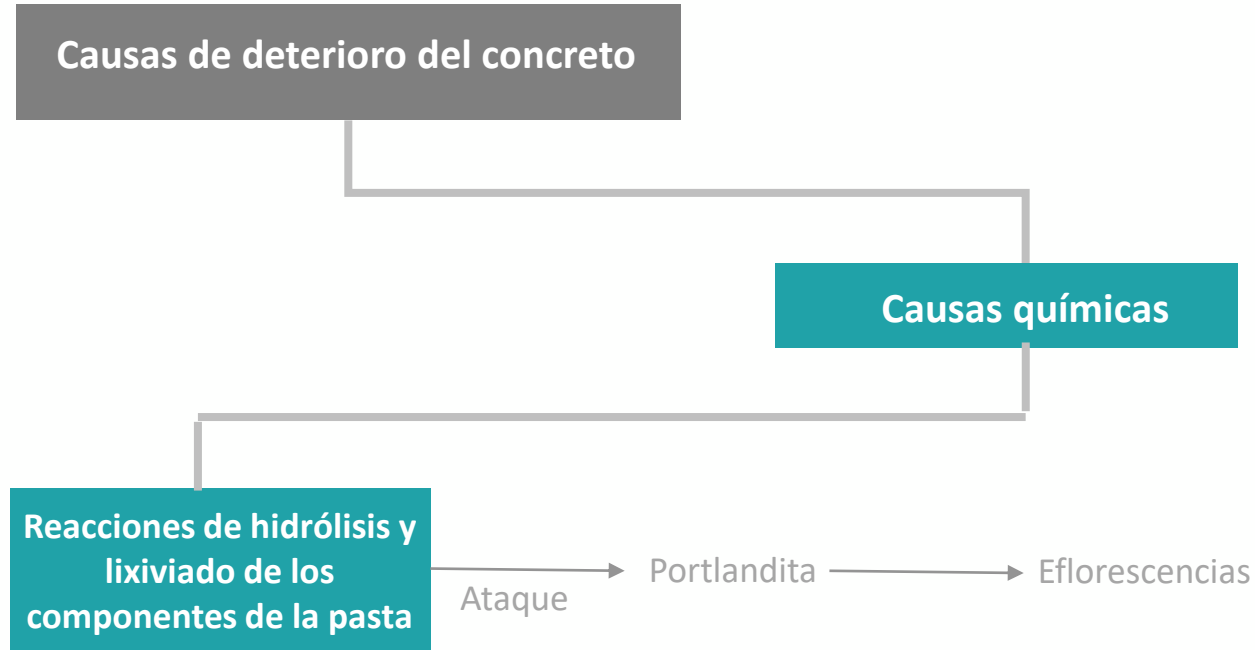 Causas de deterioro del concreto
Causas químicas
Reacciones de hidrólisis y
lixiviado de los
componentes de la pasta
Ataque
Portlandita
Eflorescencias